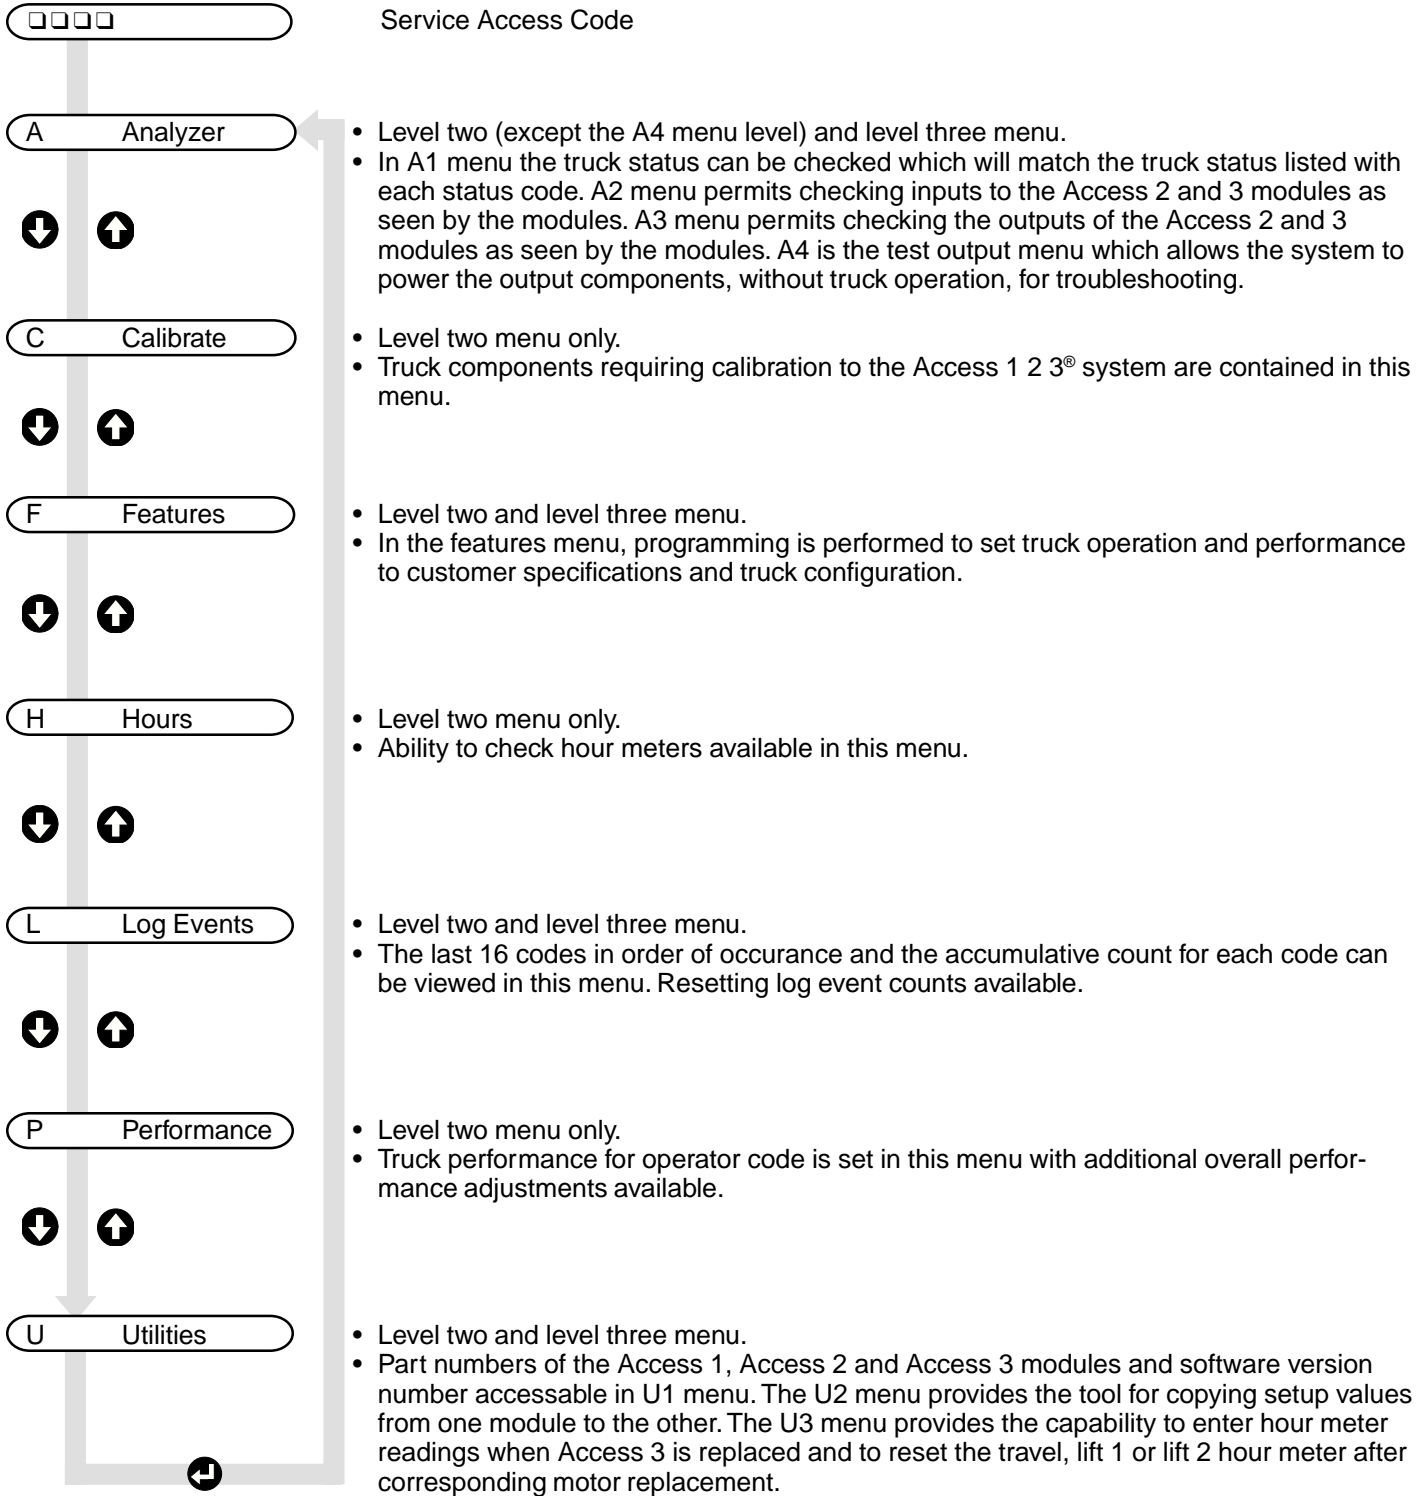 ❏❏❏❏ Service Access Code
A Analyzer
• Level two (except the A4 menu level) and level three menu.
• In A1 menu the truck status can be checked which will match the truck status listed with
each status code. A2 menu permits checking inputs to the Access 2 and 3 modules as
seen by the modules. A3 menu permits checking the outputs of the Access 2 and 3
modules as seen by the modules. A4 is the test output menu which allows the system to
power the output components, without truck operation, for troubleshooting.
C Calibrate
• Level two menu only.
• Truck components requiring calibration to the Access 1 2 3® system are contained in this
menu.
F Features
• Level two and level three menu.
• In the features menu, programming is performed to set truck operation and performance
to customer specifications and truck configuration.
H Hours
• Level two menu only.
• Ability to check hour meters available in this menu.
L Log Events
• Level two and level three menu.
• The last 16 codes in order of occurance and the accumulative count for each code can
be viewed in this menu. Resetting log event counts available.
P Performance
• Level two menu only.
• Truck performance for operator code is set in this menu with additional overall perfor-
mance adjustments available.
U Utilities
• Level two and level three menu.
• Part numbers of the Access 1, Access 2 and Access 3 modules and software version
number accessable in U1 menu. The U2 menu provides the tool for copying setup values
from one module to the other. The U3 menu provides the capability to enter hour meter
readings when Access 3 is replaced and to reset the travel, lift 1 or lift 2 hour meter after
corresponding motor replacement.